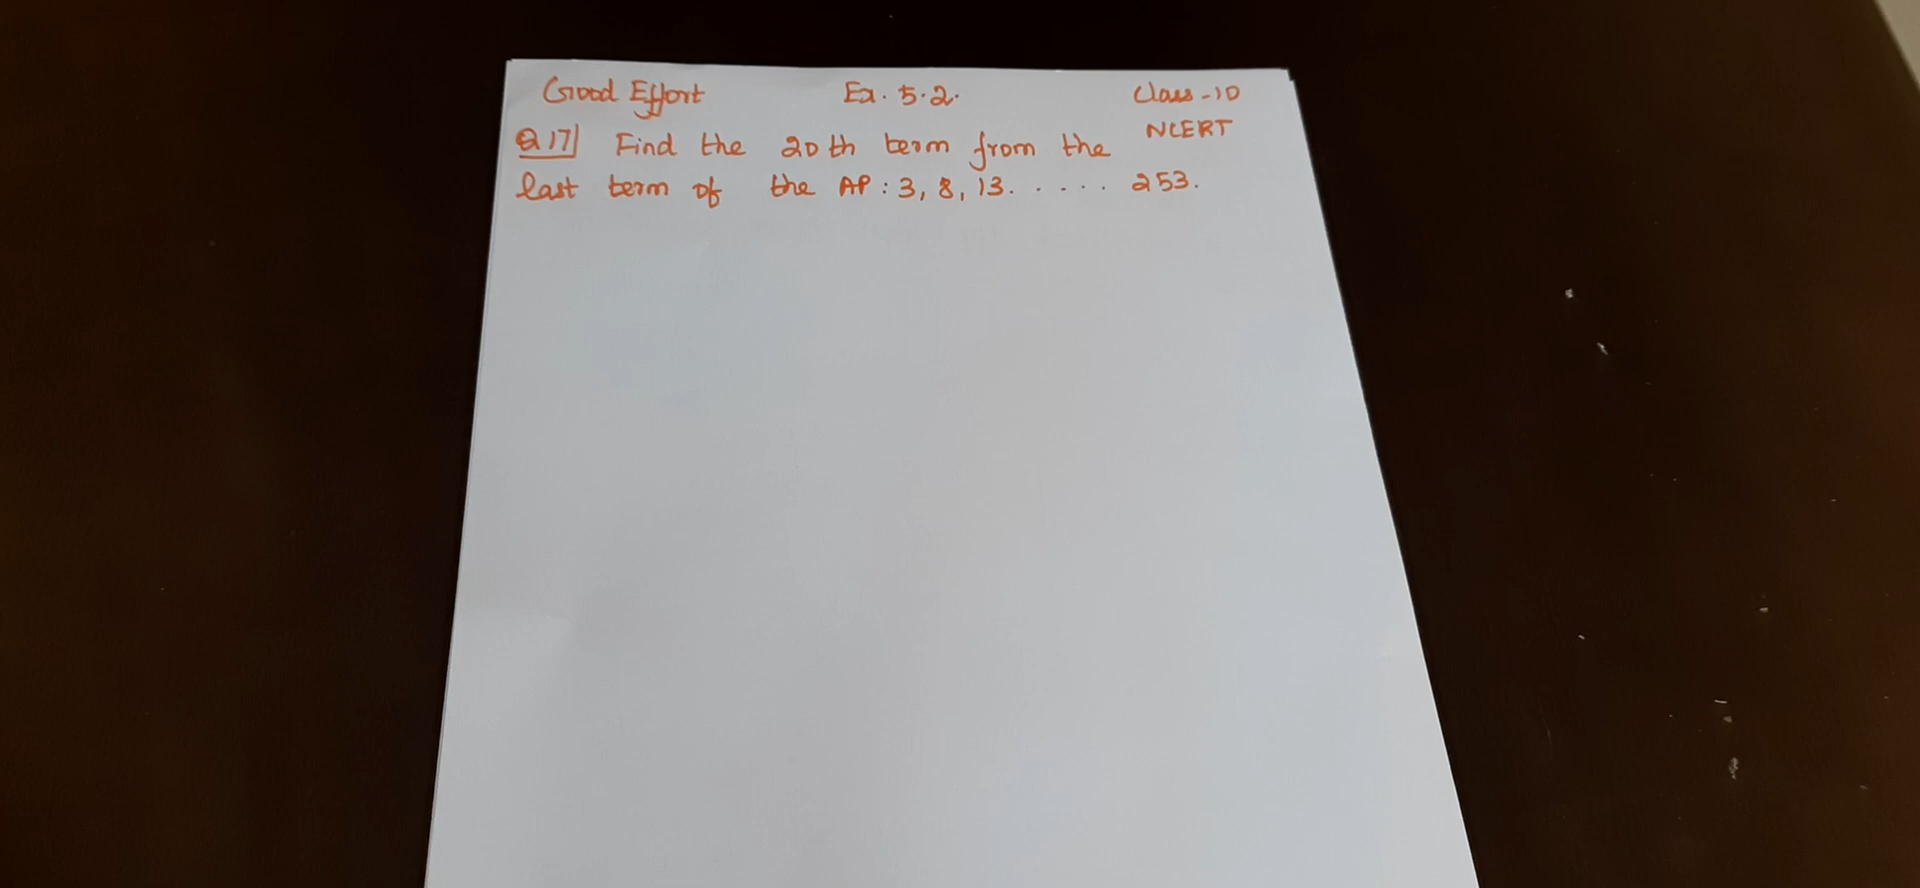 Good Effort Ex. 5.2. Class-10
NCERT
Q17] Find the 20th term from the
last term of the AP: 3, 8, 13. ..... 253.